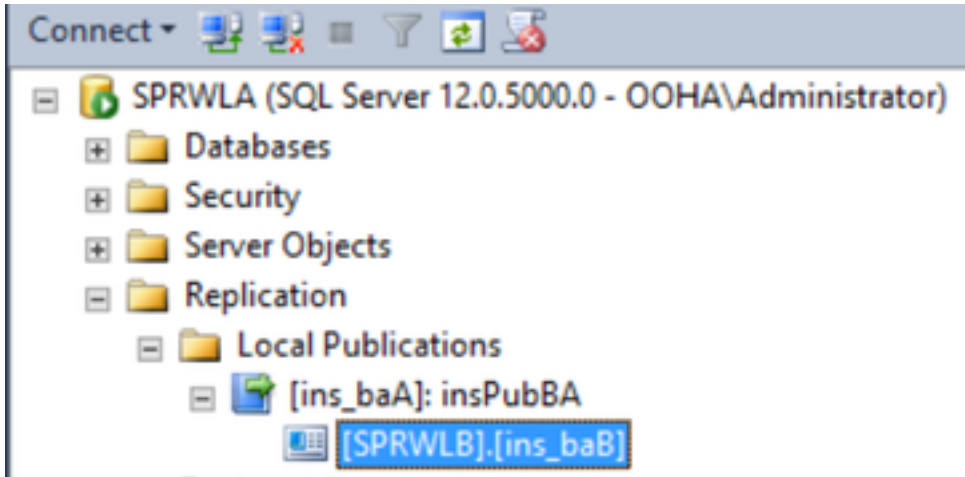 Connect
SPRWLA (SQL Server 12.0.5000.0 - OOHA\Administrator)
Databases
Security
Server Objects
Replication
Local Publications
[ins_baA]: insPubBA
[SPRWLB].[ins_baB]